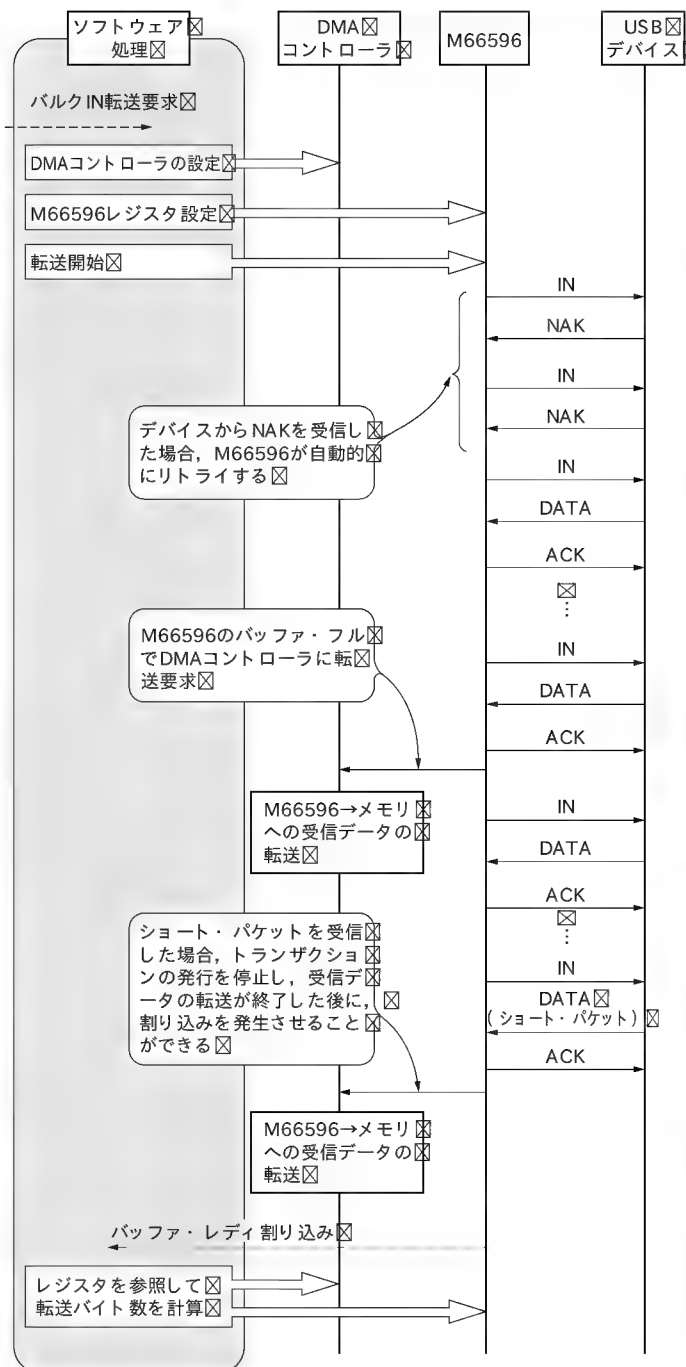 ソフトウェア
処理
DMA
コントローラ
M66596
USB
デバイス
バルクIN転送要求
DMAコントローラの設定
M66596レジスタ設定
転送開始
IN
NAK
IN
NAK
デバイスからNAKを受信し
た場合，M66596が自動的
にリトライする
IN
DATA
ACK
⋮
M66596のバッファ・フル
でDMAコントローラに転
送要求
IN
DATA
ACK
M66596→メモリ
への受信データの
転送
IN
DATA
ACK
⋮
ショート・パケットを受信
した場合，トランザクショ
ンの発行を停止し，受信デ
ータの転送が終了した後に，
割り込みを発生させること
ができる
IN
DATA
(ショート・パケット)
ACK
M66596→メモリ
への受信データの
転送
バッファ・レディ割り込み
レジスタを参照して
転送バイト数を計算